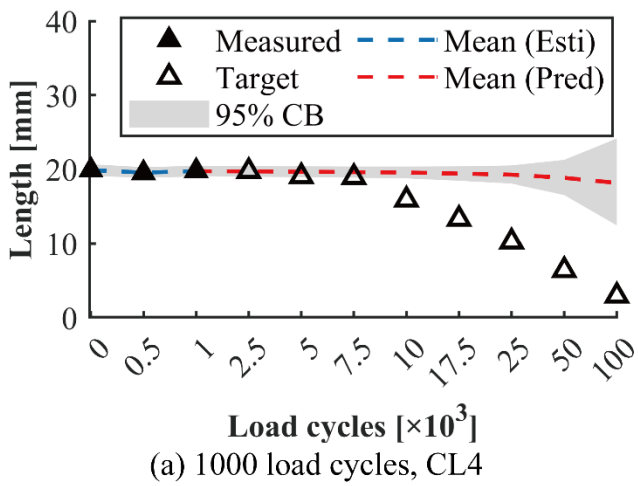 40
30
20
10
0
Length [mm]
Measured
Mean (Esti)
Target
Mean (Pred)
95% CB
0
0.5
1
2.5
5
7.5
10
17.5
25
50
100
Load cycles [×10³]
(a) 1000 load cycles, CL4